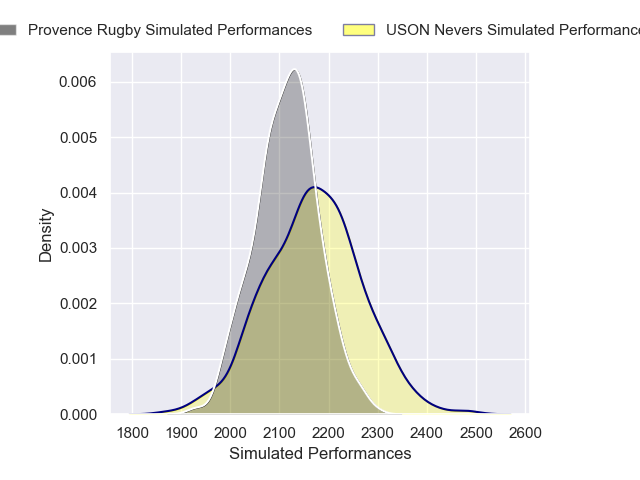 Provence Rugby Simulated Performances
USON Nevers Simulated Performance
0.006
0.005
0.004
0.003
0.002
0.001
0.000
Density
1800 1900 2000 2100 2200 2300 2400 2500 2600
Simulated Performances